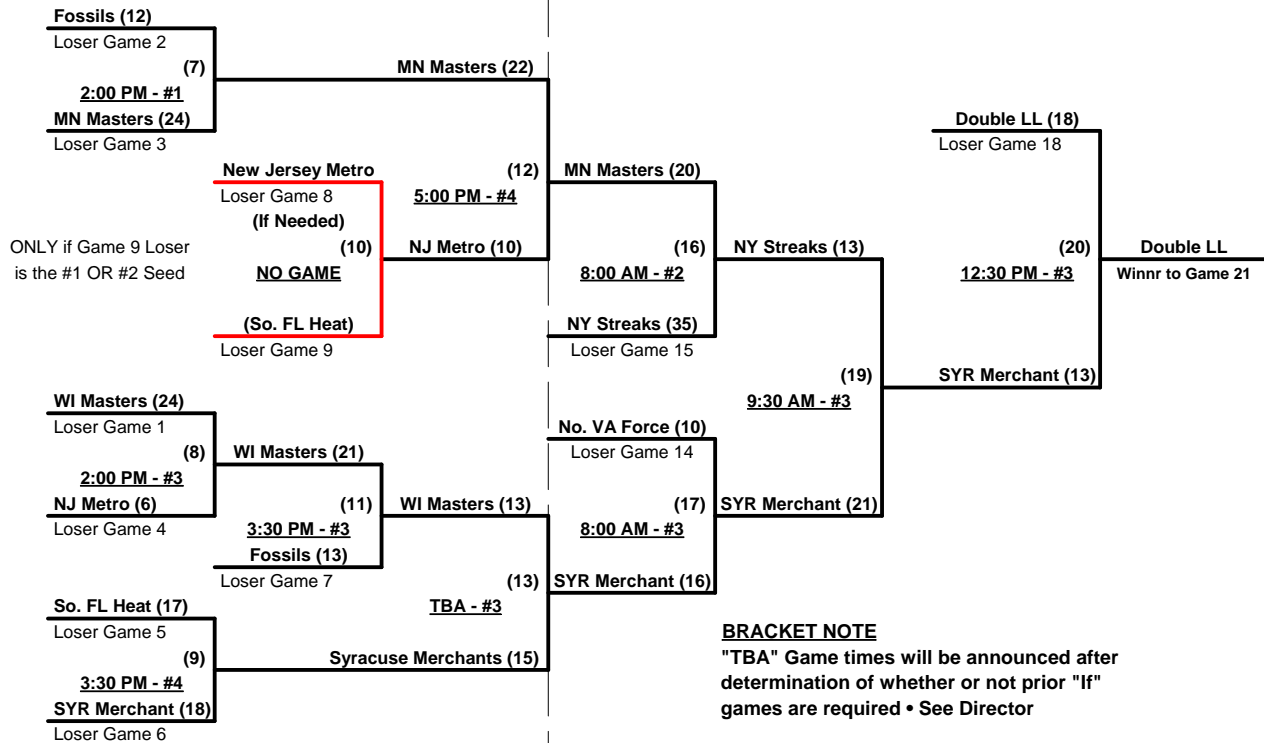 Fossils (12)
Loser Game 2
(7)
2:00 PM - #1
MN Masters (24)
Loser Game 3
MN Masters (22)
New Jersey Metro
Loser Game 8
(If Needed)
(10)
NO GAME
(So. FL Heat)
Loser Game 9
ONLY if Game 9 Loser
is the #1 OR #2 Seed
(12)
5:00 PM - #4
NJ Metro (10)
MN Masters (20)
(16)
8:00 AM - #2
NY Streaks (35)
Loser Game 15
NY Streaks (13)
Double LL (18)
Loser Game 18
(20)
12:30 PM - #3
Double LL
Winnr to Game 21
(19)
9:30 AM - #3
SYR Merchant (13)
WI Masters (24)
Loser Game 1
(8)
2:00 PM - #3
NJ Metro (6)
Loser Game 4
WI Masters (21)
(11)
3:30 PM - #3
Fossils (13)
Loser Game 7
WI Masters (13)
(13)
TBA - #3
No. VA Force (10)
Loser Game 14
(17)
8:00 AM - #3
SYR Merchant (21)
SYR Merchant (16)
So. FL Heat (17)
Loser Game 5
(9)
3:30 PM - #4
SYR Merchant (18)
Loser Game 6
Syracuse Merchants (15)
BRACKET NOTE
"TBA" Game times will be announced after
determination of whether or not prior "If"
games are required • See Director